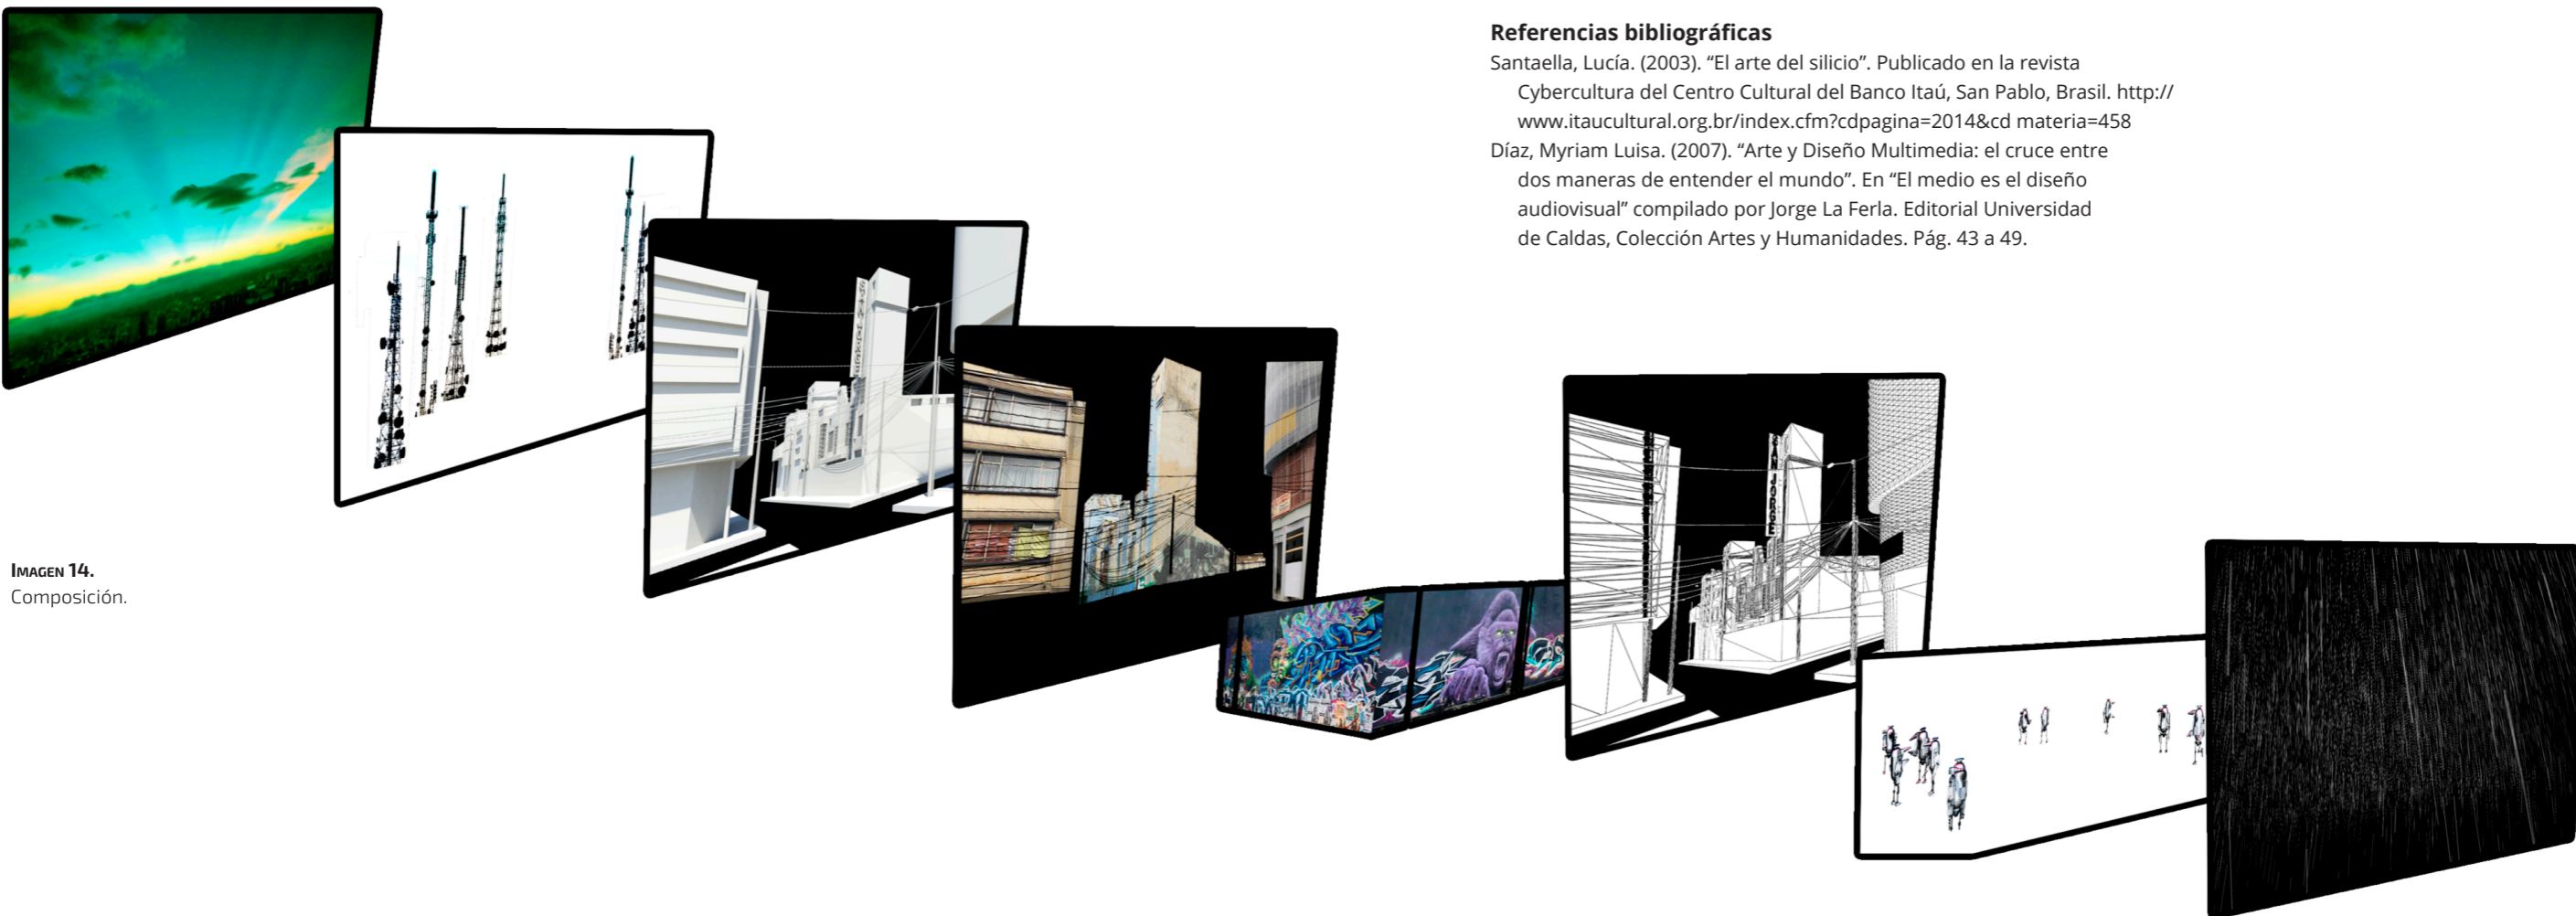 Referencias bibliográficas
Santaella, Lucía. (2003). “El arte del silicio”. Publicado en la revista
Cybercultura del Centro Cultural del Banco Itaú, San Pablo, Brasil. http://
www.itaucultural.org.br/index.cfm?cdpagina=2014&cd materia=458
Díaz, Myriam Luisa. (2007). “Arte y Diseño Multimedia: el cruce entre
dos maneras de entender el mundo”. En “El medio es el diseño
audiovisual” compilado por Jorge La Ferla. Editorial Universidad
de Caldas, Colección Artes y Humanidades. Pág. 43 a 49.
Imagen 14.
Composición.